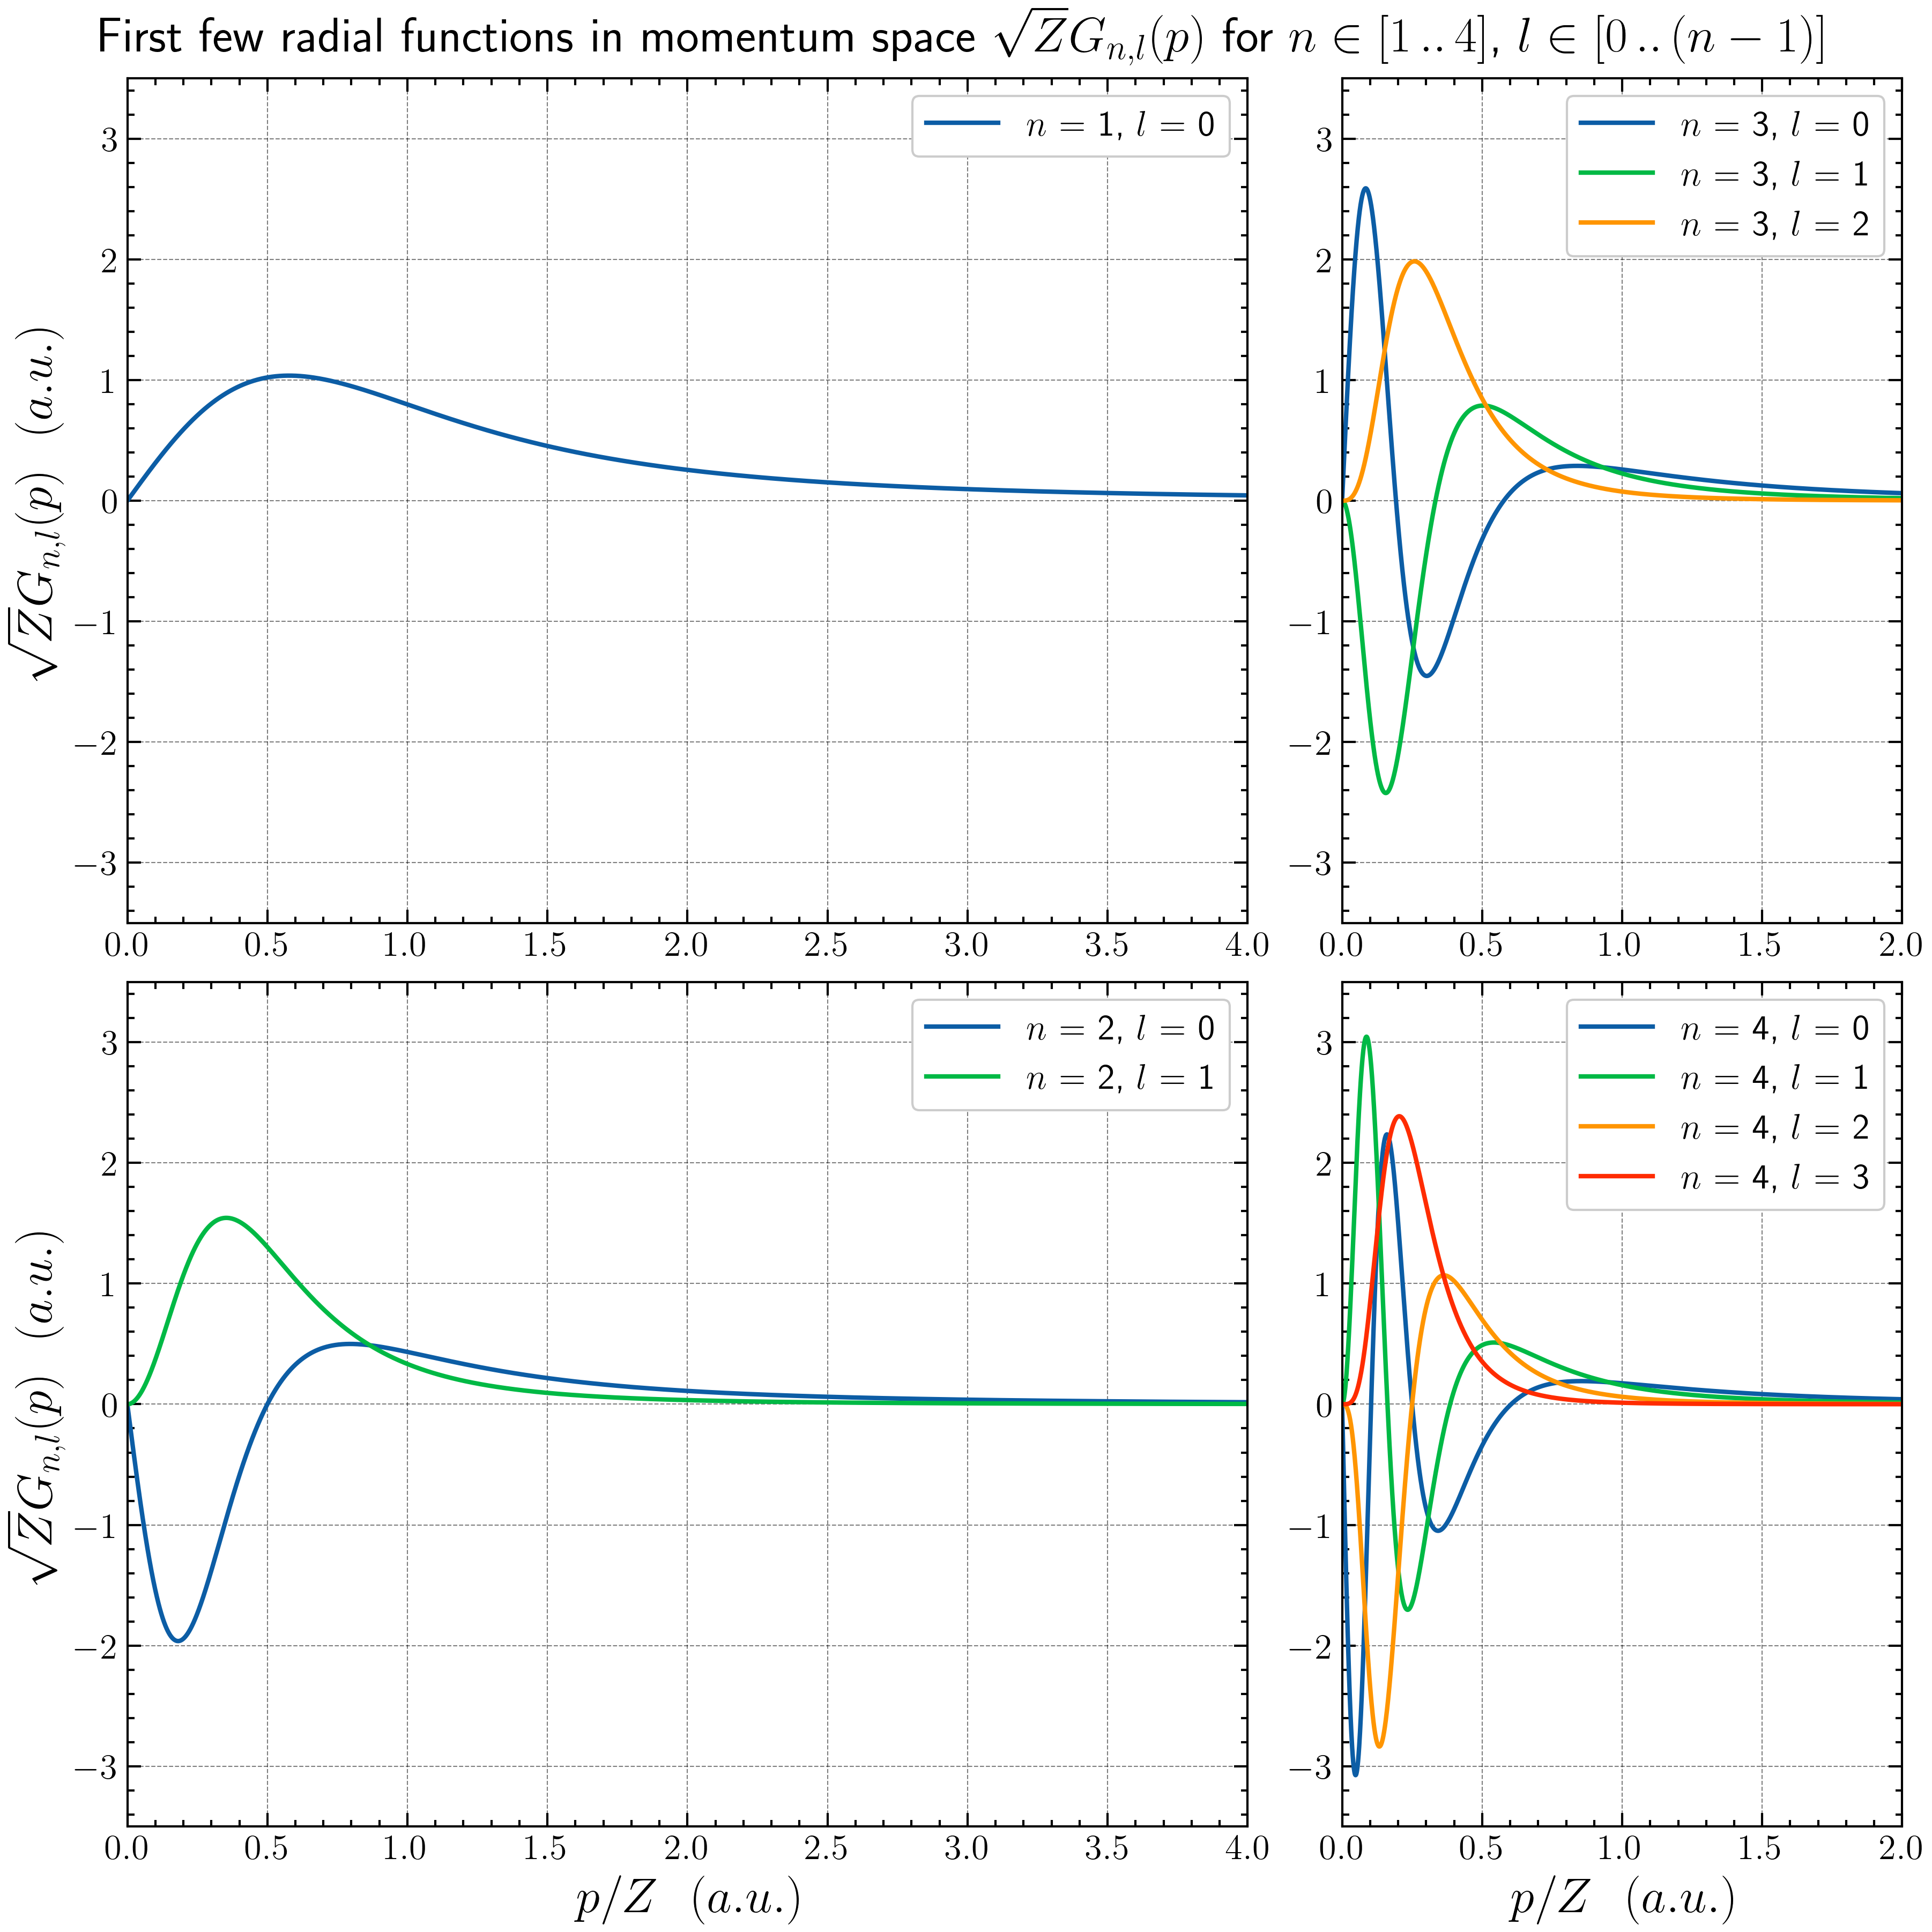 First few radial functions in momentum space √Z G_{n,l}(p) for n ∈ [1 .. 4], l ∈ [0 .. (n − 1)]
√Z G_{n,l}(p) (a.u.)
3
2
1
0
−1
−2
−3
n = 1, l = 0
0.0 0.5 1.0 1.5 2.0 2.5 3.0 3.5 4.0
3
2
1
0
−1
−2
−3
n = 3, l = 0
n = 3, l = 1
n = 3, l = 2
0.0 0.5 1.0 1.5 2.0
√Z G_{n,l}(p) (a.u.)
3
2
1
0
−1
−2
−3
n = 2, l = 0
n = 2, l = 1
0.0 0.5 1.0 1.5 2.0 2.5 3.0 3.5 4.0
p/Z (a.u.)
3
2
1
0
−1
−2
−3
n = 4, l = 0
n = 4, l = 1
n = 4, l = 2
n = 4, l = 3
0.0 0.5 1.0 1.5 2.0
p/Z (a.u.)